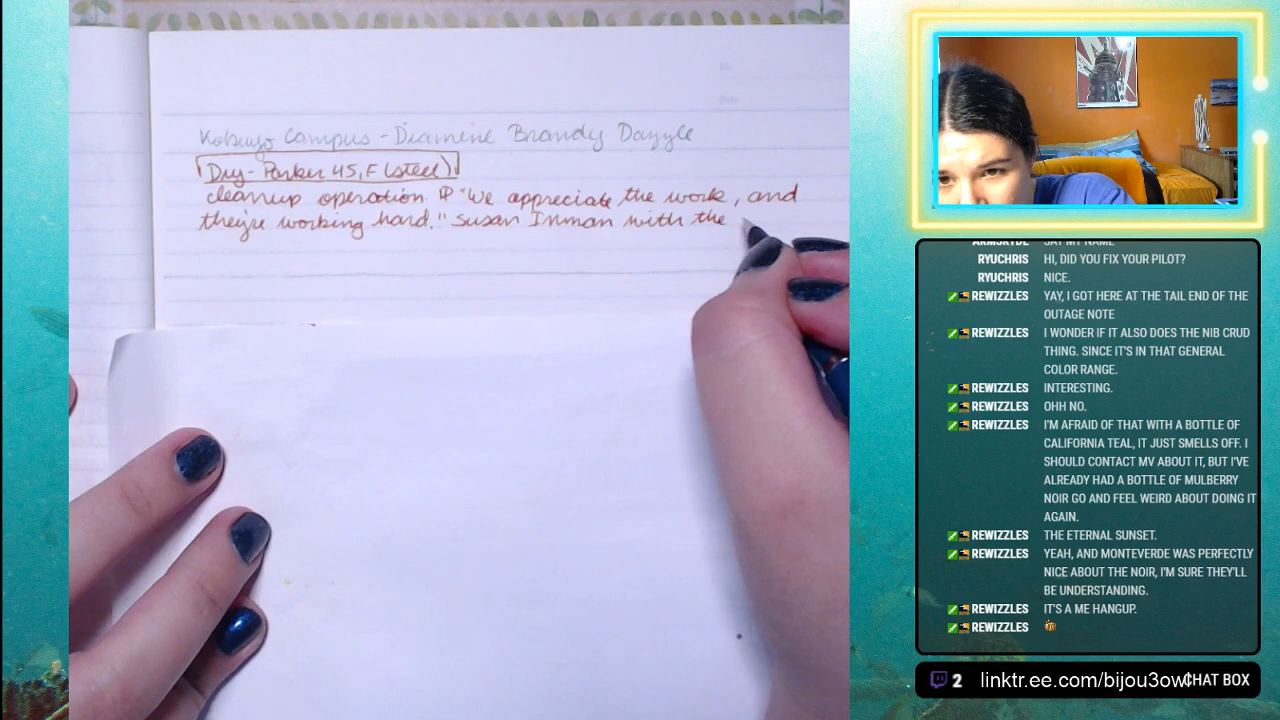 Kokuyo Campus - Diamine Brandy Dazzle
Dry - Parker 45, F (steel)
cleanup operation. ¶ "We appreciate the work, and
they're working hard." Susan Inman with the
SAY MY NAME
RYUCHRIS HI, DID YOU FIX YOUR PILOT?
RYUCHRIS NICE.
REWIZZLES YAY, I GOT HERE AT THE TAIL END OF THE
OUTAGE NOTE
REWIZZLES I WONDER IF IT ALSO DOES THE NIB CRUD
THING. SINCE IT'S IN THAT GENERAL
COLOR RANGE.
REWIZZLES INTERESTING.
REWIZZLES OHH NO.
REWIZZLES I'M AFRAID OF THAT WITH A BOTTLE OF
CALIFORNIA TEAL, IT JUST SMELLS OFF. I
SHOULD CONTACT MV ABOUT IT, BUT I'VE
ALREADY HAD A BOTTLE OF MULBERRY
NOIR GO AND FEEL WEIRD ABOUT DOING IT
AGAIN.
REWIZZLES THE ETERNAL SUNSET.
REWIZZLES YEAH, AND MONTEVERDE WAS PERFECTLY
NICE ABOUT THE NOIR, I'M SURE THEY'LL
BE UNDERSTANDING.
REWIZZLES IT'S A ME HANGUP.
REWIZZLES
2 linktr.ee.com/bijou3owl CHAT BOX